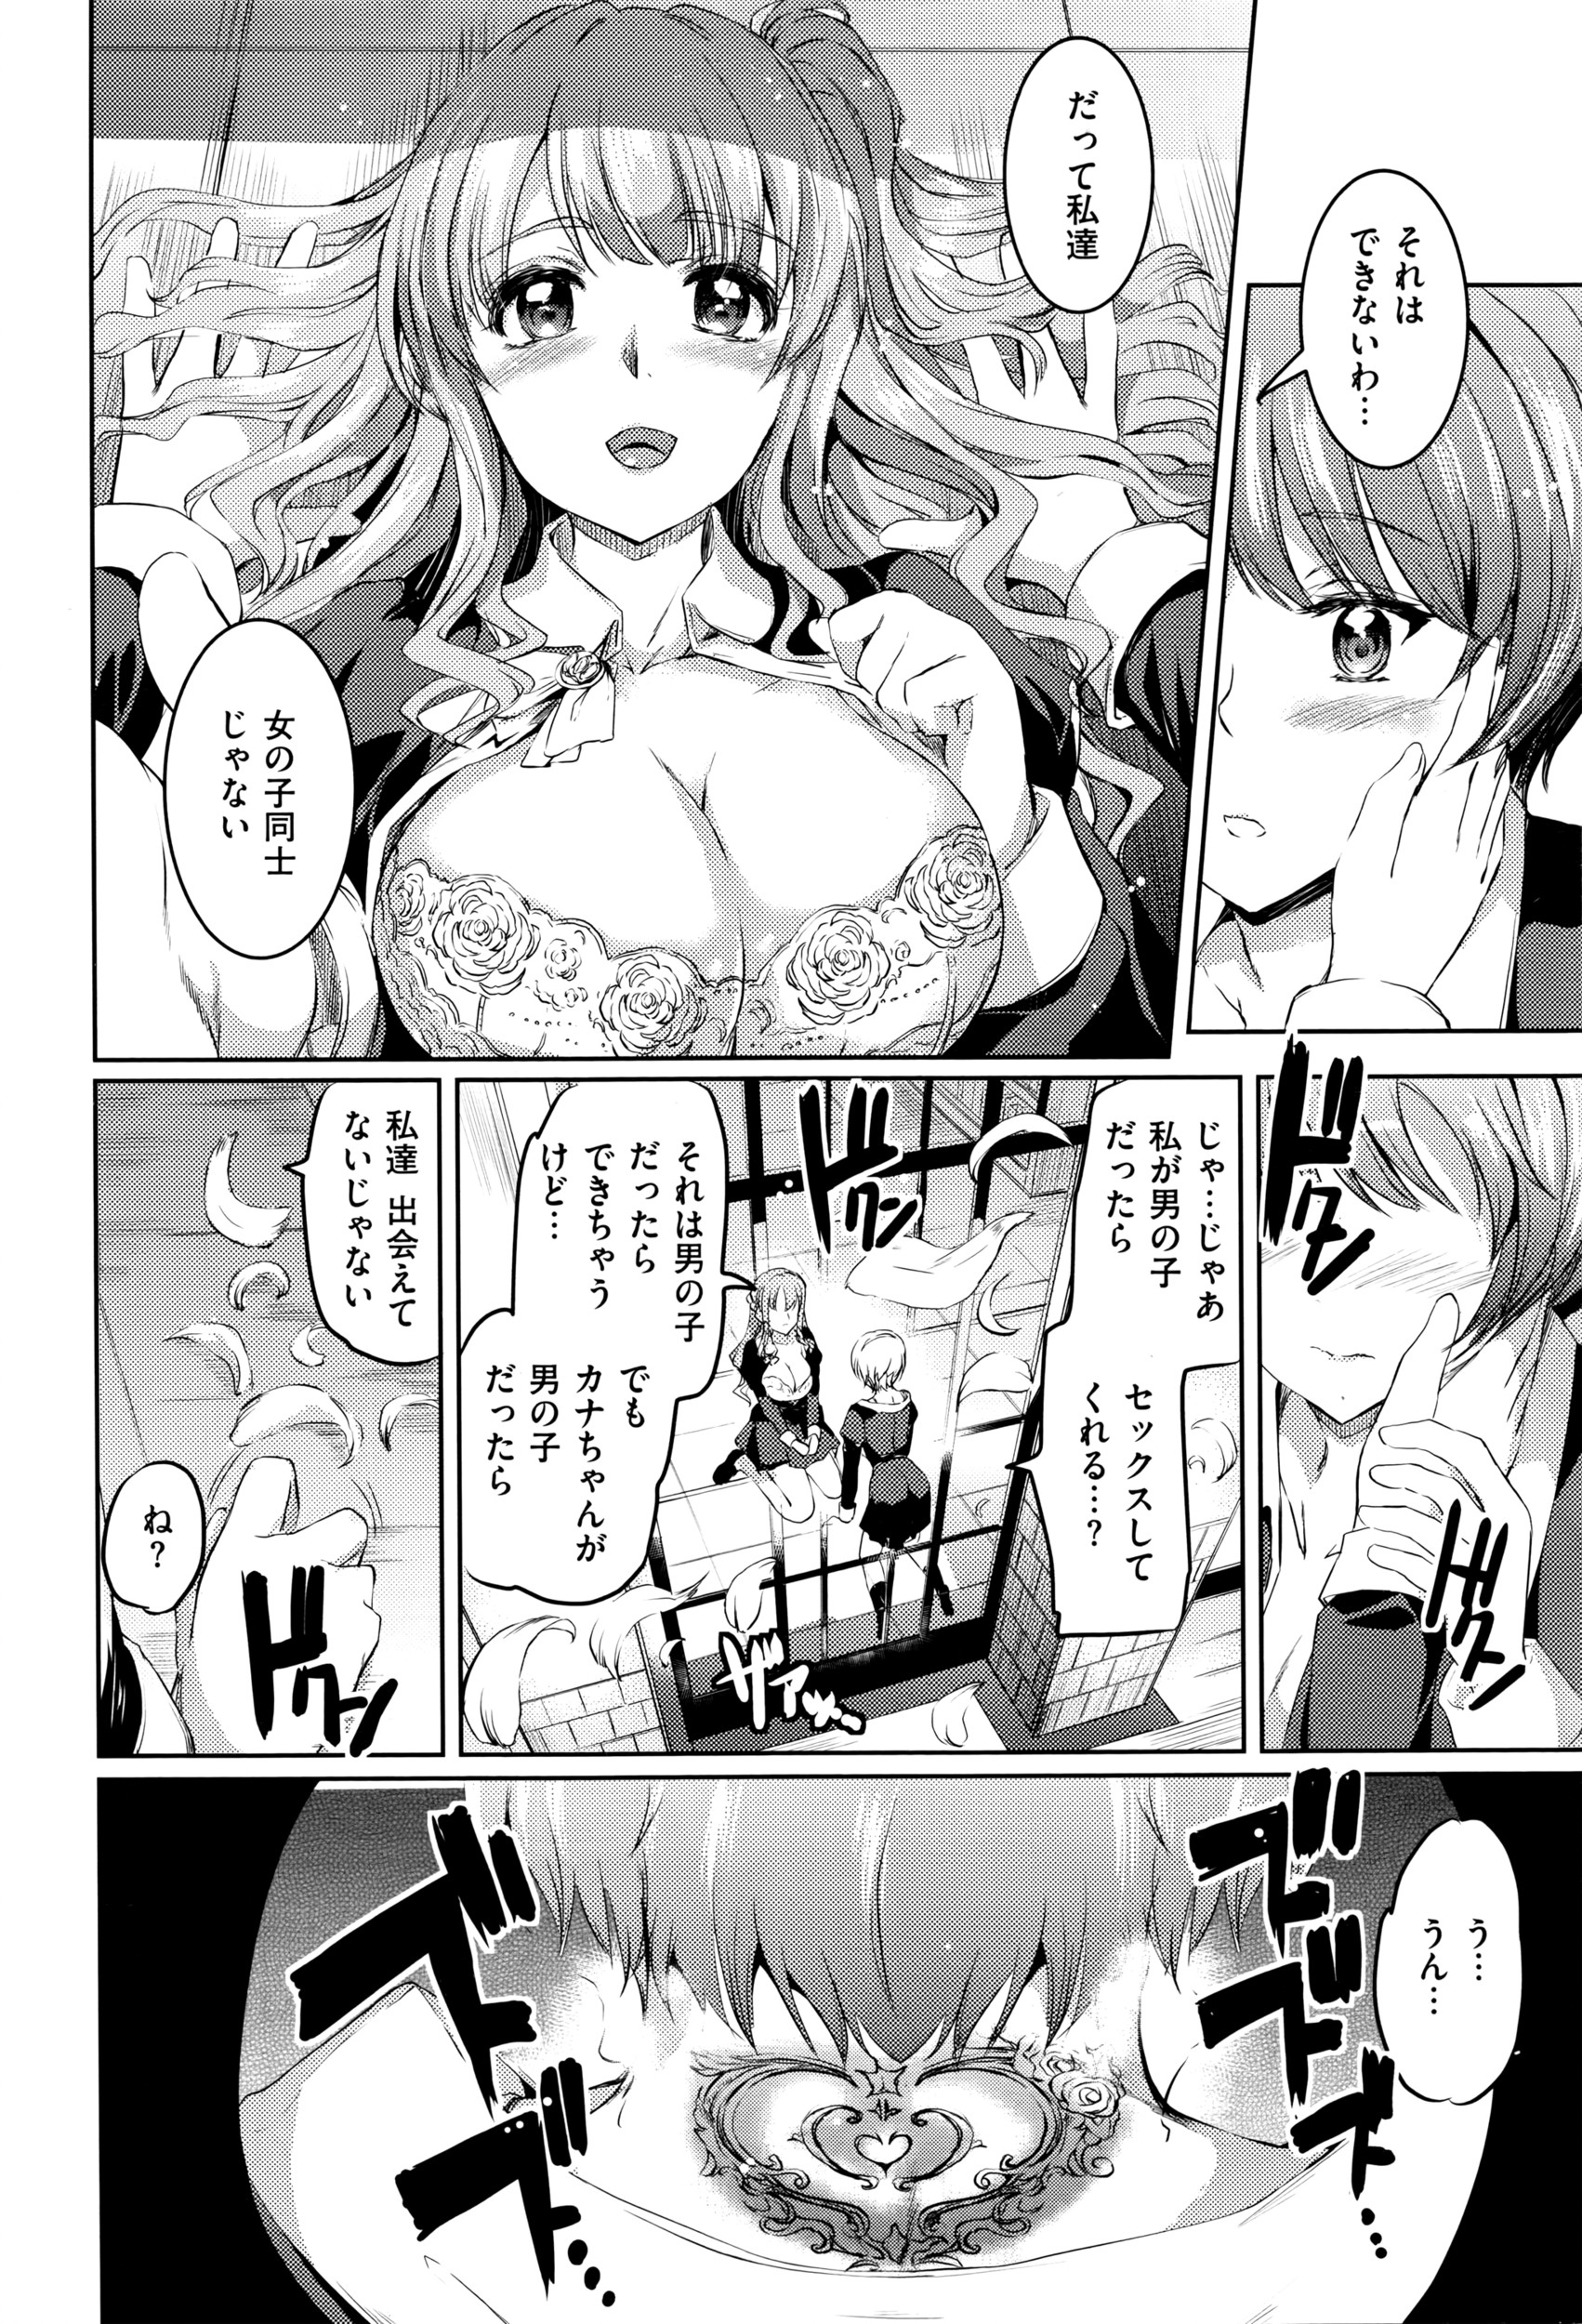 それは
できないわ…
だって私達
女の子同士
じゃない
ドクン
じゃ…じゃあ
私が男の子
だったら
セックスして
くれる…?
ドクン
それは男の子
だったら
できちゃう
けど…
でも
カナちゃんが
男の子
だったら
ザァァ…
私達 出会えて
ないじゃない
ね?
ドクン
う…
うん…
ズズズ…
ズズズ…